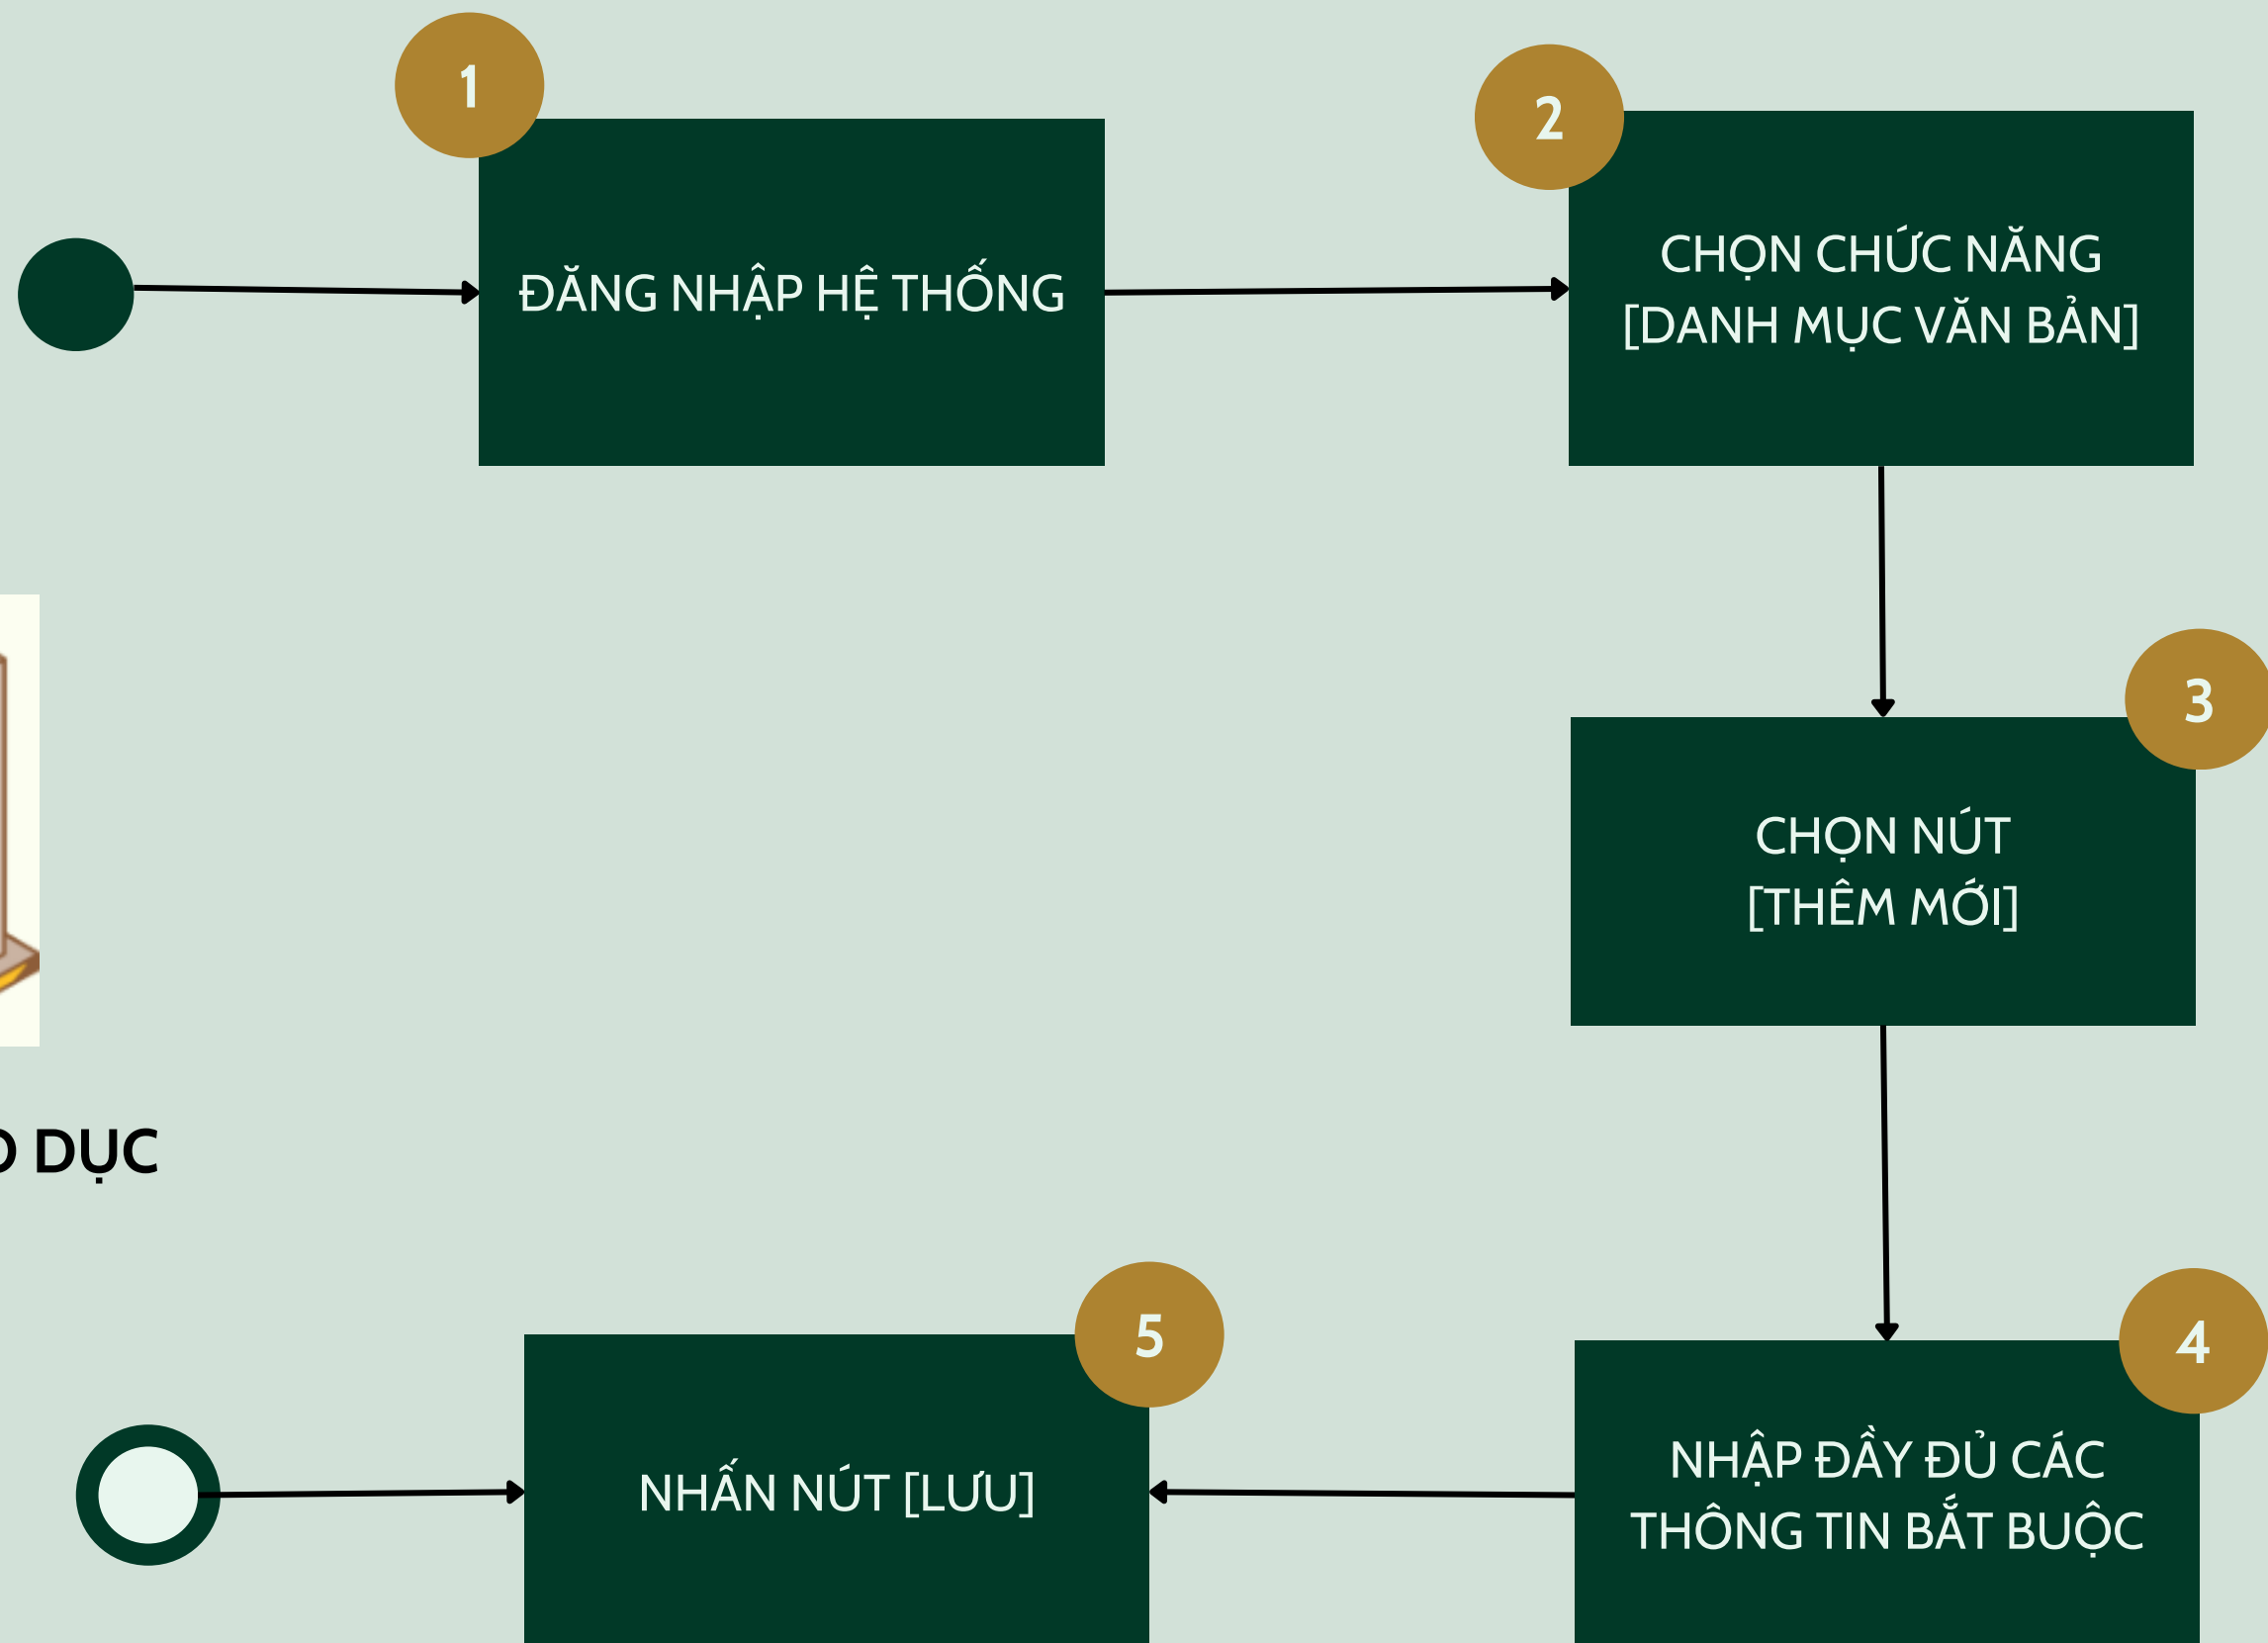 1
ĐĂNG NHẬP HỆ THỐNG
2
CHỌN CHỨC NĂNG
[DANH MỤC VĂN BẢN]
3
CHỌN NÚT
[THÊM MỚI]
4
NHẬP ĐẦY ĐỦ CÁC
THÔNG TIN BẮT BUỘC
5
NHẤN NÚT [LƯU]
DỤC